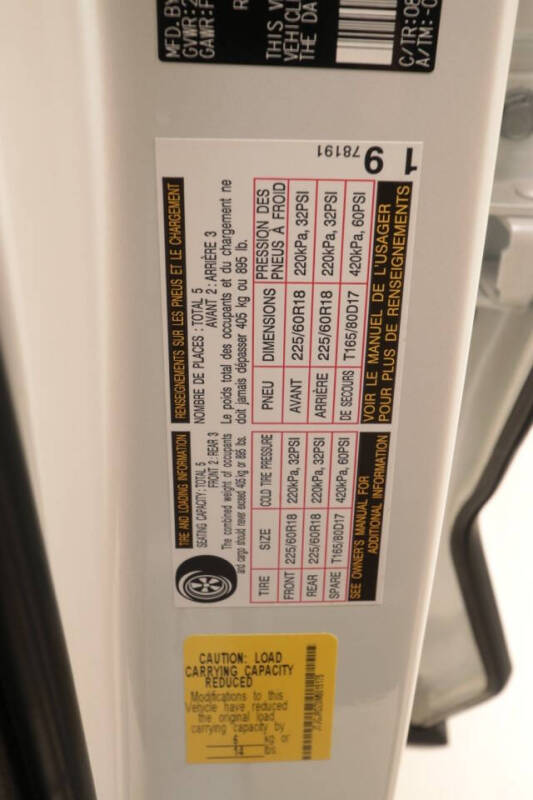 MFD.BY
GVWR:2
GAWR:F
R
THIS V
VEHICLE
THE DA
C/TR:08
A/TM:-0
TIRE AND LOADING INFORMATION
SEATING CAPACITY: TOTAL 5
FRONT 2 : REAR 3
The combined weight of occupants
and cargo should never exceed 405 kg or 895 lbs.
TIRE SIZE COLD TIRE PRESSURE
FRONT 225/60R18 220kPa, 32PSI
REAR 225/60R18 220kPa, 32PSI
SPARE T165/80D17 420kPa, 60PSI
SEE OWNER'S MANUAL FOR
ADDITIONAL INFORMATION
RENSEIGNEMENTS SUR LES PNEUS ET LE CHARGEMENT
NOMBRE DE PLACES : TOTAL 5
AVANT 2 : ARRIÈRE 3
Le poids total des occupants et du chargement ne
doit jamais dépasser 405 kg ou 895 lb.
PNEU DIMENSIONS PRESSION DES
PNEUS À FROID
AVANT 225/60R18 220kPa, 32PSI
ARRIÈRE 225/60R18 220kPa, 32PSI
DE SECOURS T165/80D17 420kPa, 60PSI
VOIR LE MANUEL DE L'USAGER
POUR PLUS DE RENSEIGNEMENTS
78191
19
CAUTION: LOAD
CARRYING CAPACITY
REDUCED
Modifications to this
Vehicle have reduced
the original load
carrying capacity by
6 kg or
14 lbs